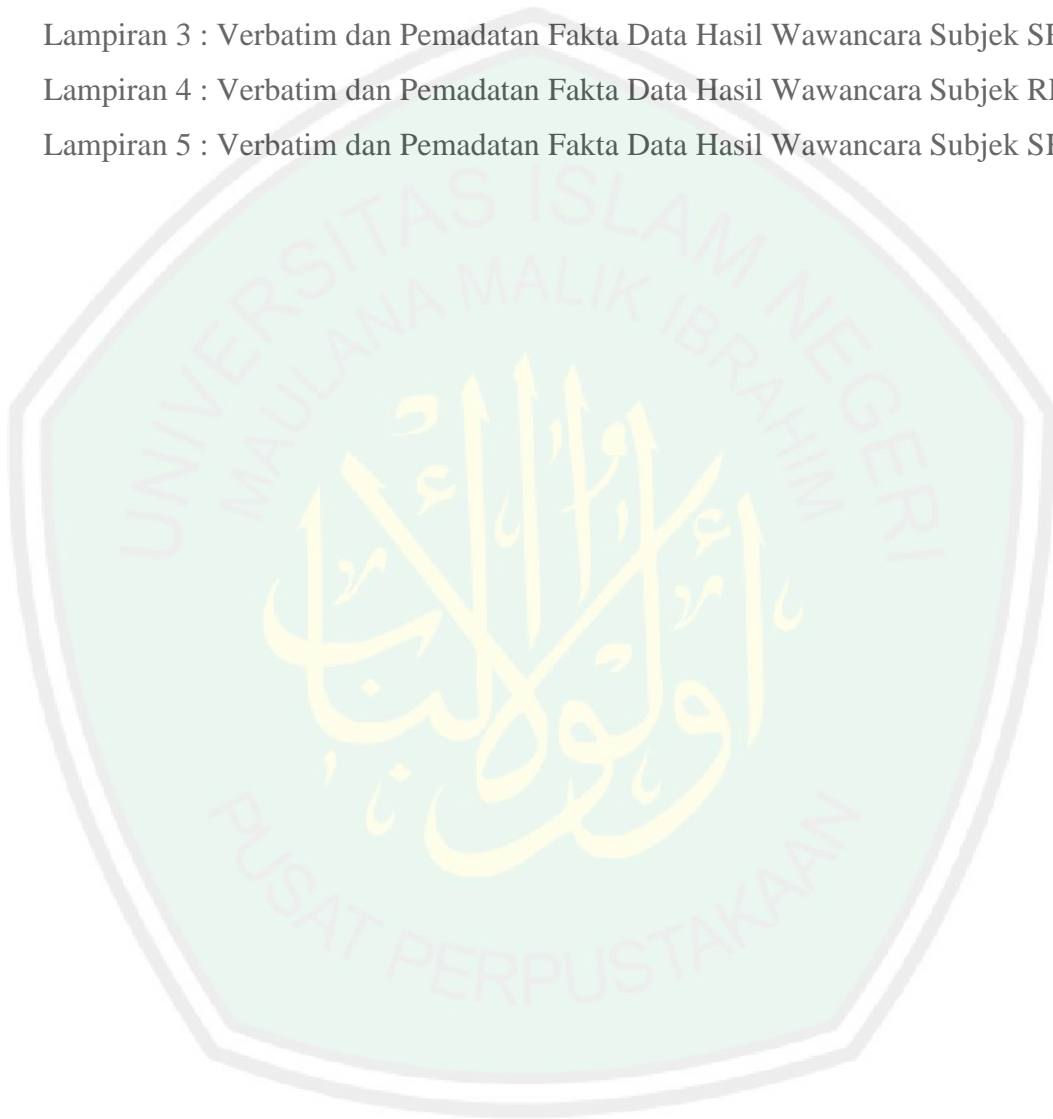 Lampiran 3 : Verbatim dan Pemadatan Fakta Data Hasil Wawancara Subjek
Lampiran 4 : Verbatim dan Pemadatan Fakta Data Hasil Wawancara Subjek
Lampiran 5 : Verbatim dan Pemadatan Fakta Data Hasil Wawancara Subjek
UNIVERSITAS ISLAM NEGERI
MAULANA MALIK IBRAHIM
أولوا الألباب
PUSAT PERPUSTAKAAN